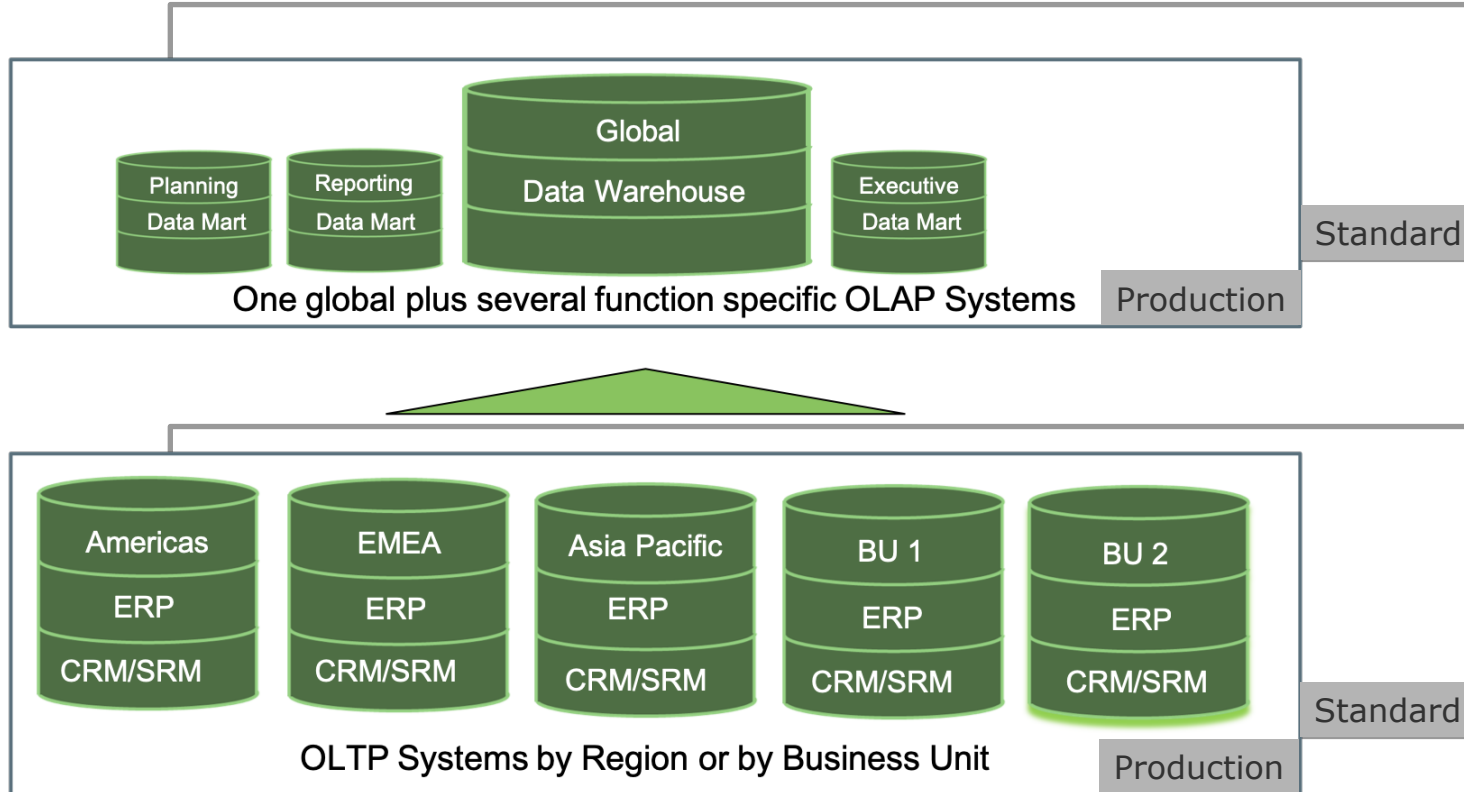 Global
Data Warehouse
Planning
Data Mart
Reporting
Data Mart
Executive
Data Mart
Standard
One global plus several function specific OLAP Systems
Production
Americas
ERP
CRM/SRM
EMEA
ERP
CRM/SRM
Asia Pacific
ERP
CRM/SRM
BU 1
ERP
CRM/SRM
BU 2
ERP
CRM/SRM
Standard
OLTP Systems by Region or by Business Unit
Production